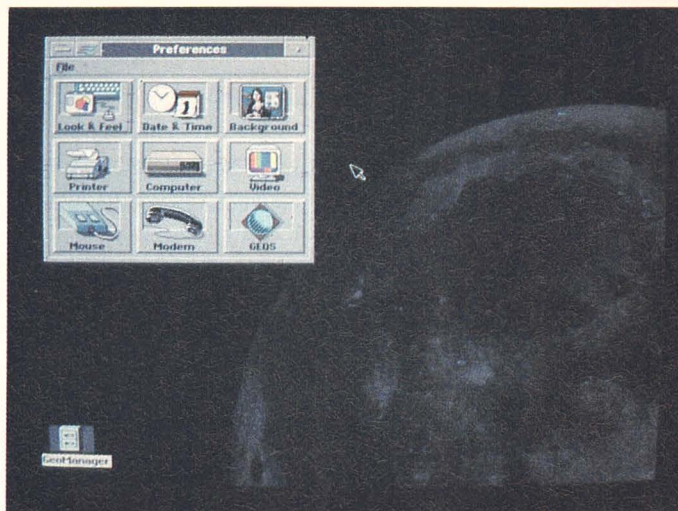 Preferences
File
Look & Feel
Date & Time
Background
Printer
Computer
Video
Mouse
Modem
GEOS
GeoManager